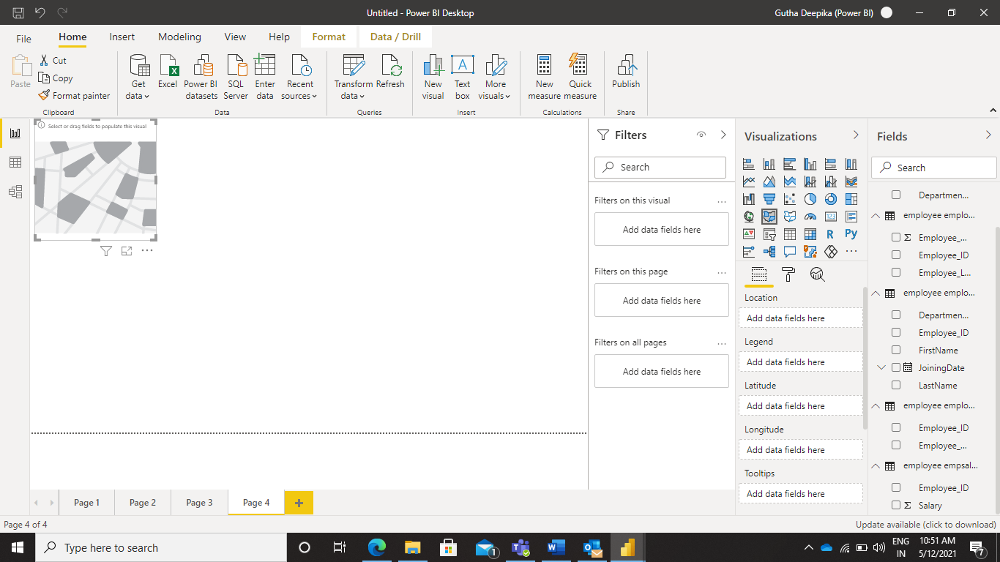 Untitled - Power BI Desktop
Gutha Deepika (Power BI)
File
Home
Insert
Modeling
View
Help
Format
Data / Drill
Paste
Cut
Copy
Format painter
Clipboard
Get data
Excel
Power BI datasets
SQL Server
Enter data
Recent sources
Data
Transform data
Refresh
Queries
New visual
Text box
More visuals
Insert
New measure
Quick measure
Calculations
Publish
Share
Select or drag fields to populate this visual
Filters
Search
Filters on this visual
Add data fields here
Filters on this page
Add data fields here
Filters on all pages
Add data fields here
Visualizations
123
R
Py
Location
Add data fields here
Legend
Add data fields here
Latitude
Add data fields here
Longitude
Add data fields here
Tooltips
Add data fields here
Fields
Search
Departmen...
employee emplo...
Σ Employee_...
Employee_ID
Employee_L...
employee emplo...
Departmen...
Employee_ID
FirstName
JoiningDate
LastName
employee emplo...
Employee_ID
Employee_...
employee empsal...
Employee_ID
Σ Salary
Page 1
Page 2
Page 3
Page 4
+
Page 4 of 4
Update available (click to download)
Type here to search
1
ENG
IN
10:51 AM
5/12/2021
7